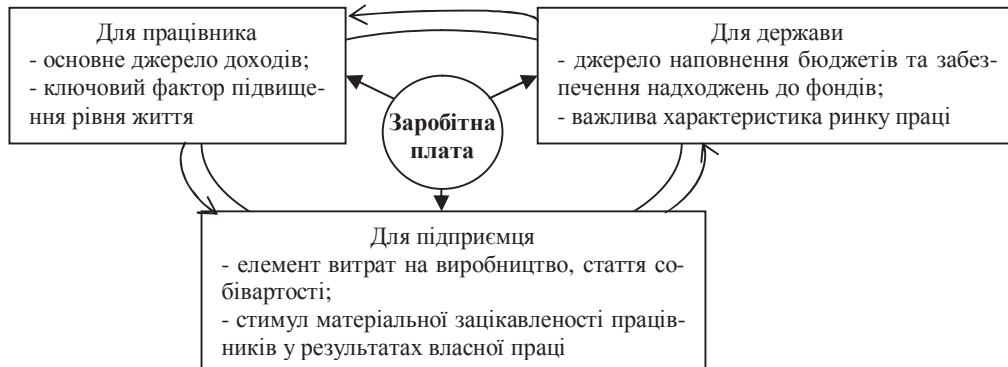 Для працівника
- основне джерело доходів;
- ключовий фактор підвище-
ння рівня життя
Заробітна
плата
Для держави
- джерело наповнення бюджетів та забез-
печення надходжень до фондів;
- важлива характеристика ринку праці
Для підприємця
- елемент витрат на виробництво, стаття со-
бівартості;
- стимул матеріальної зацікавленості праців-
ників у результатах власної праці